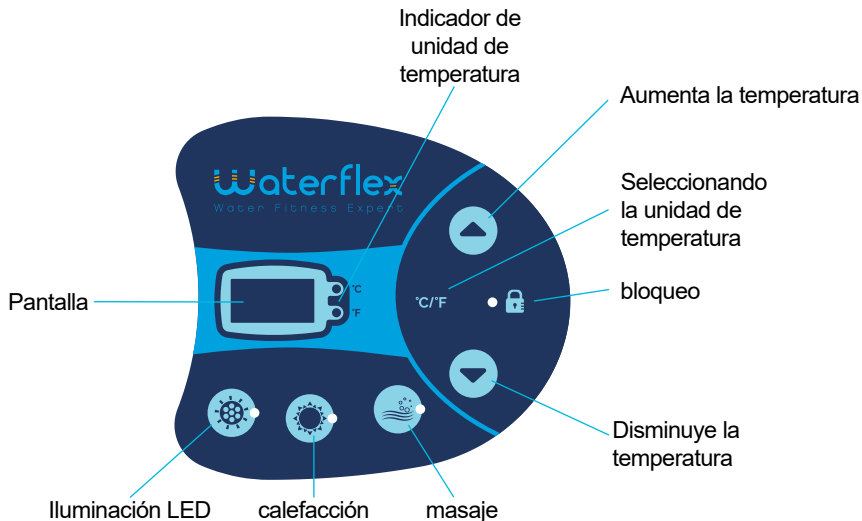 Indicador de
unidad de
temperatura
Aumenta la temperatura
Seleccionando
la unidad de
temperatura
bloqueo
Waterflex
Water Fitness Expert
°C
°F
°C/°F
Pantalla
Disminuye la
temperatura
Iluminación LED
calefacción
masaje